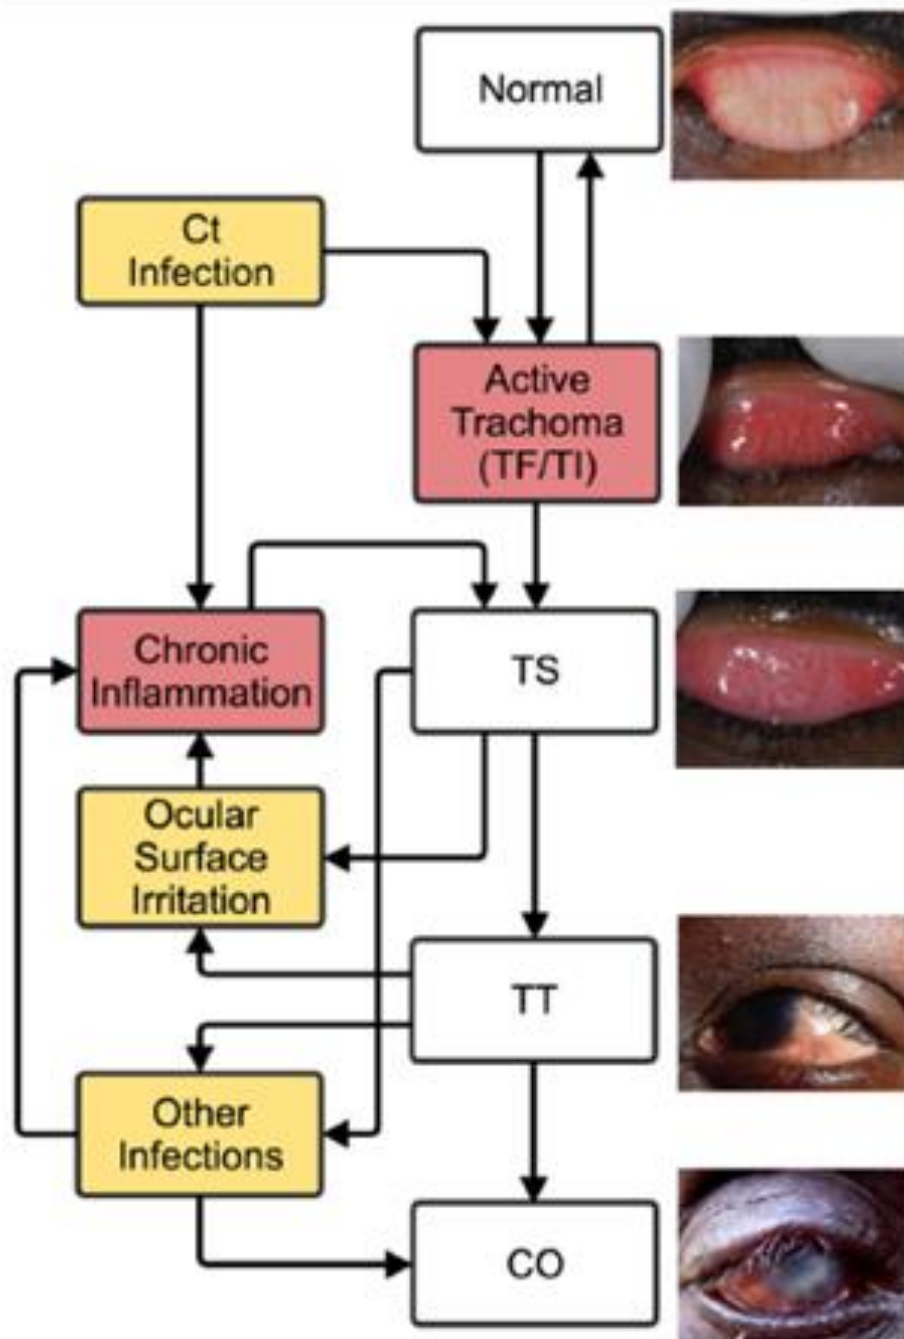 Normal
Ct
Infection
Active
Trachoma
(TF/TI)
Chronic
Inflammation
TS
Ocular
Surface
Irritation
TT
Other
Infections
CO